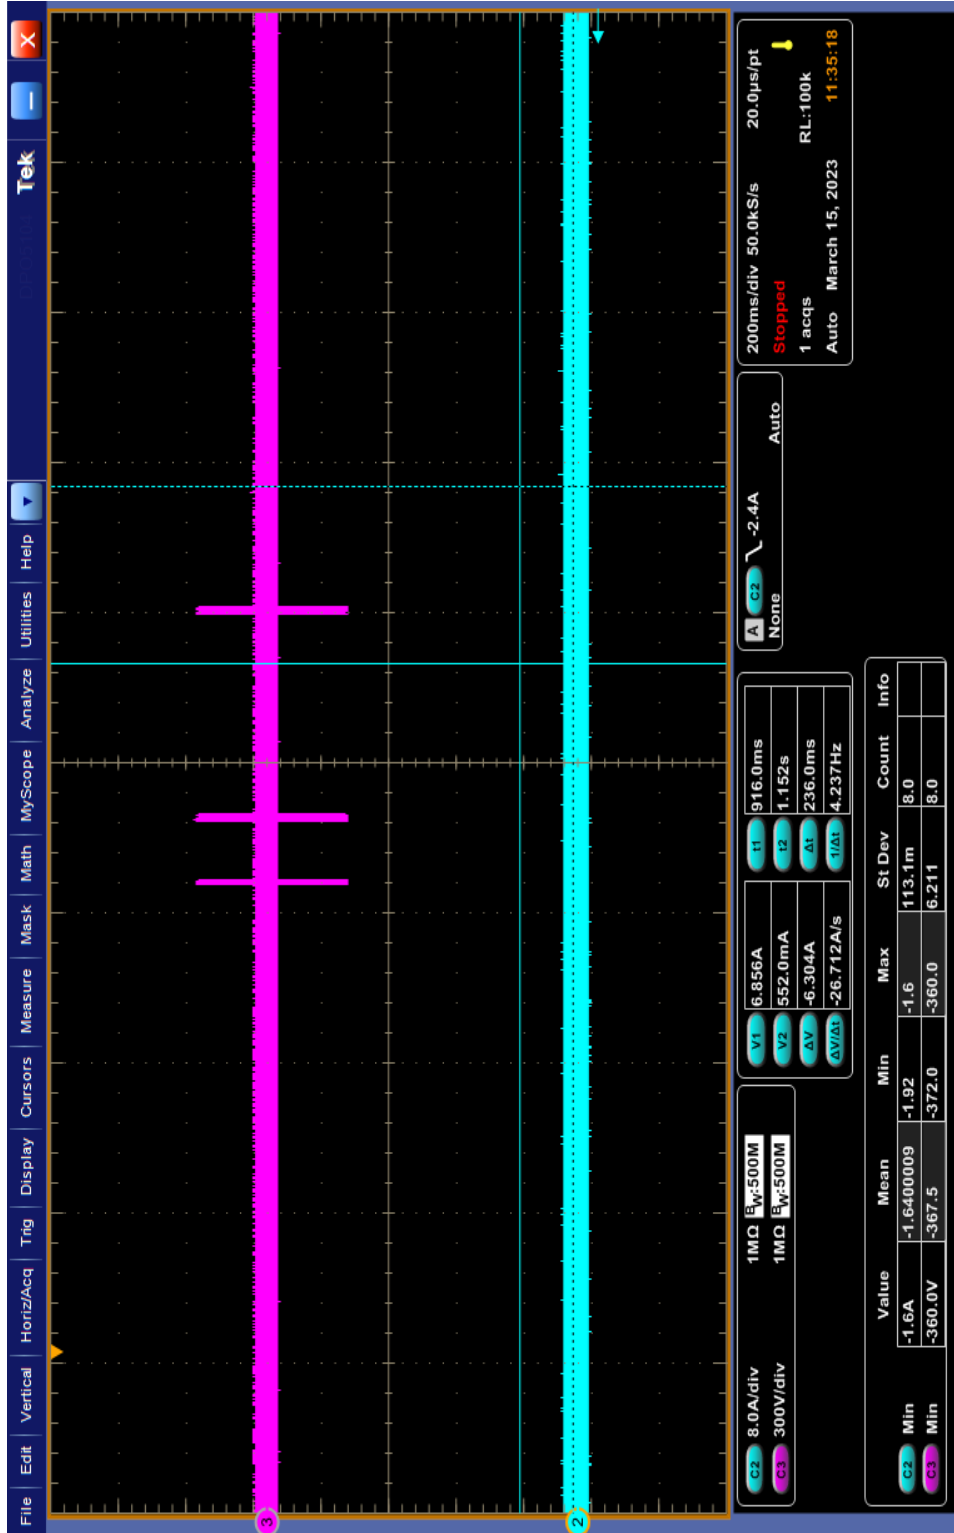 File Edit Vertical Horiz/Acq Trig Display Cursors Measure Mask Math MyScope Analyze Utilities Help ▼ Tek — X
3
2
C2 8.0A/div 1MΩ BW:500M
C3 300V/div 1MΩ BW:500M
V1 6.856A
V2 552.0mA
ΔV -6.304A
ΔV/Δt -26.712A/s
t1 916.0ms
t2 1.152s
Δt 236.0ms
1/Δt 4.237Hz
A C2 -2.4A
None Auto
200ms/div 50.0kS/s 20.0µs/pt
Stopped
1 acqs RL:100k
Auto March 15, 2023 11:35:18
Value Mean Min Max St Dev Count Info
C2 Min -1.6A -1.6400009 -1.92 -1.6 113.1m 8.0
C3 Min -360.0V -367.5 -372.0 -360.0 6.211 8.0